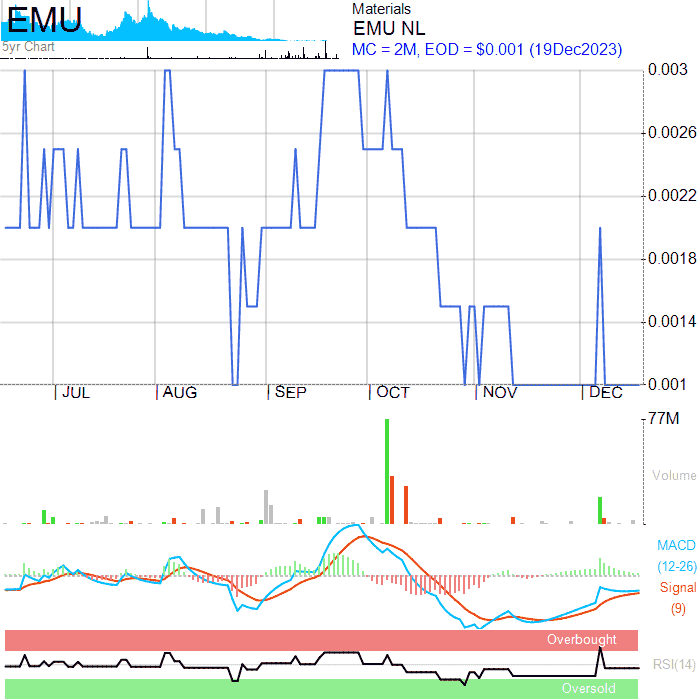 EMU
5yr Chart
Materials
EMU NL
MC = 2M, EOD = $0.001 (19Dec2023)
0.003
0.0026
0.0022
0.0018
0.0014
0.001
JUL AUG SEP OCT NOV DEC
77M
Volume
MACD
(12-26)
Signal
(9)
Overbought
RSI(14)
Oversold